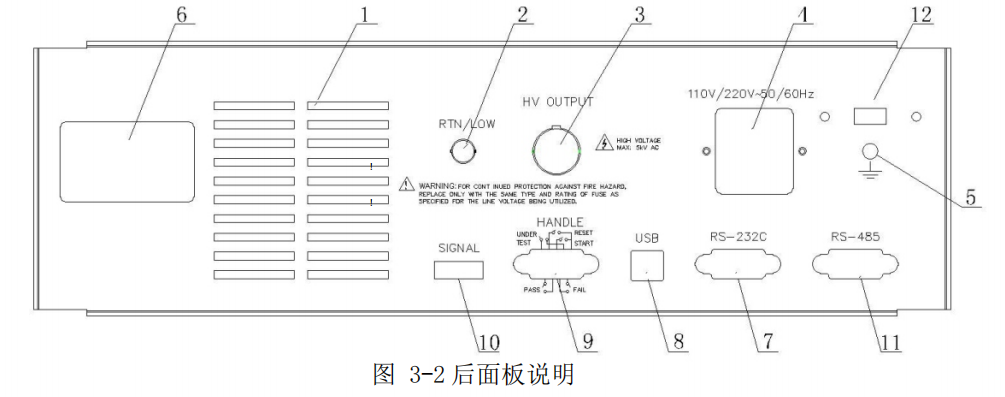 6
1
2
3
4
12
HV OUTPUT
110V/220V~50/60Hz
RTN/LOW
HIGH VOLTAGE
MAX: 5kV AC
WARNING: FOR CONT INUED PROTECTION AGAINST FIRE HAZARD,
REPLACE ONLY WITH THE SAME TYPE AND RATING OF FUSE AS
SPECIFIED FOR THE LINE VOLTAGE BEING UTILIZED.
5
HANDLE
UNDER
TEST
RESET
START
SIGNAL
USB
RS-232C
RS-485
PASS
FAIL
10
9
8
7
11
图 3-2 后面板说明